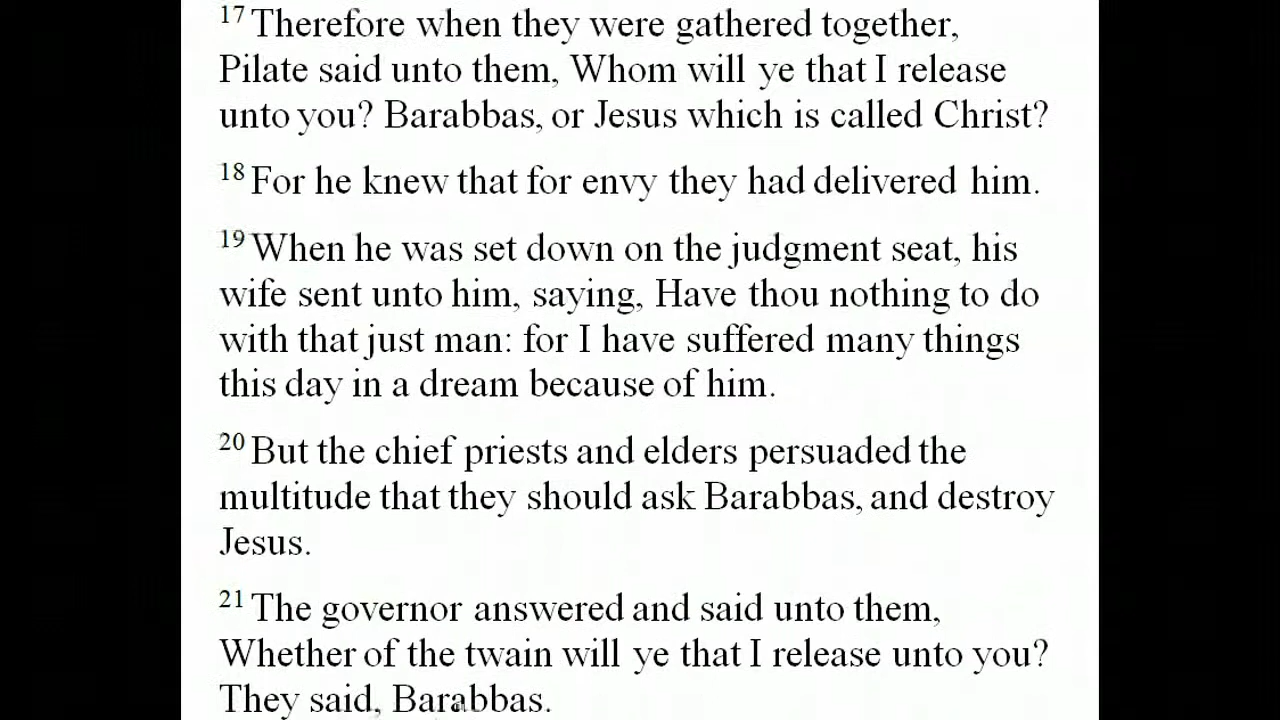 17 Therefore when they were gathered together,
Pilate said unto them, Whom will ye that I release
unto you? Barabbas, or Jesus which is called Christ?
18 For he knew that for envy they had delivered him.
19 When he was set down on the judgment seat, his
wife sent unto him, saying, Have thou nothing to do
with that just man: for I have suffered many things
this day in a dream because of him.
20 But the chief priests and elders persuaded the
multitude that they should ask Barabbas, and destroy
Jesus.
21 The governor answered and said unto them,
Whether of the twain will ye that I release unto you?
They said, Barabbas.